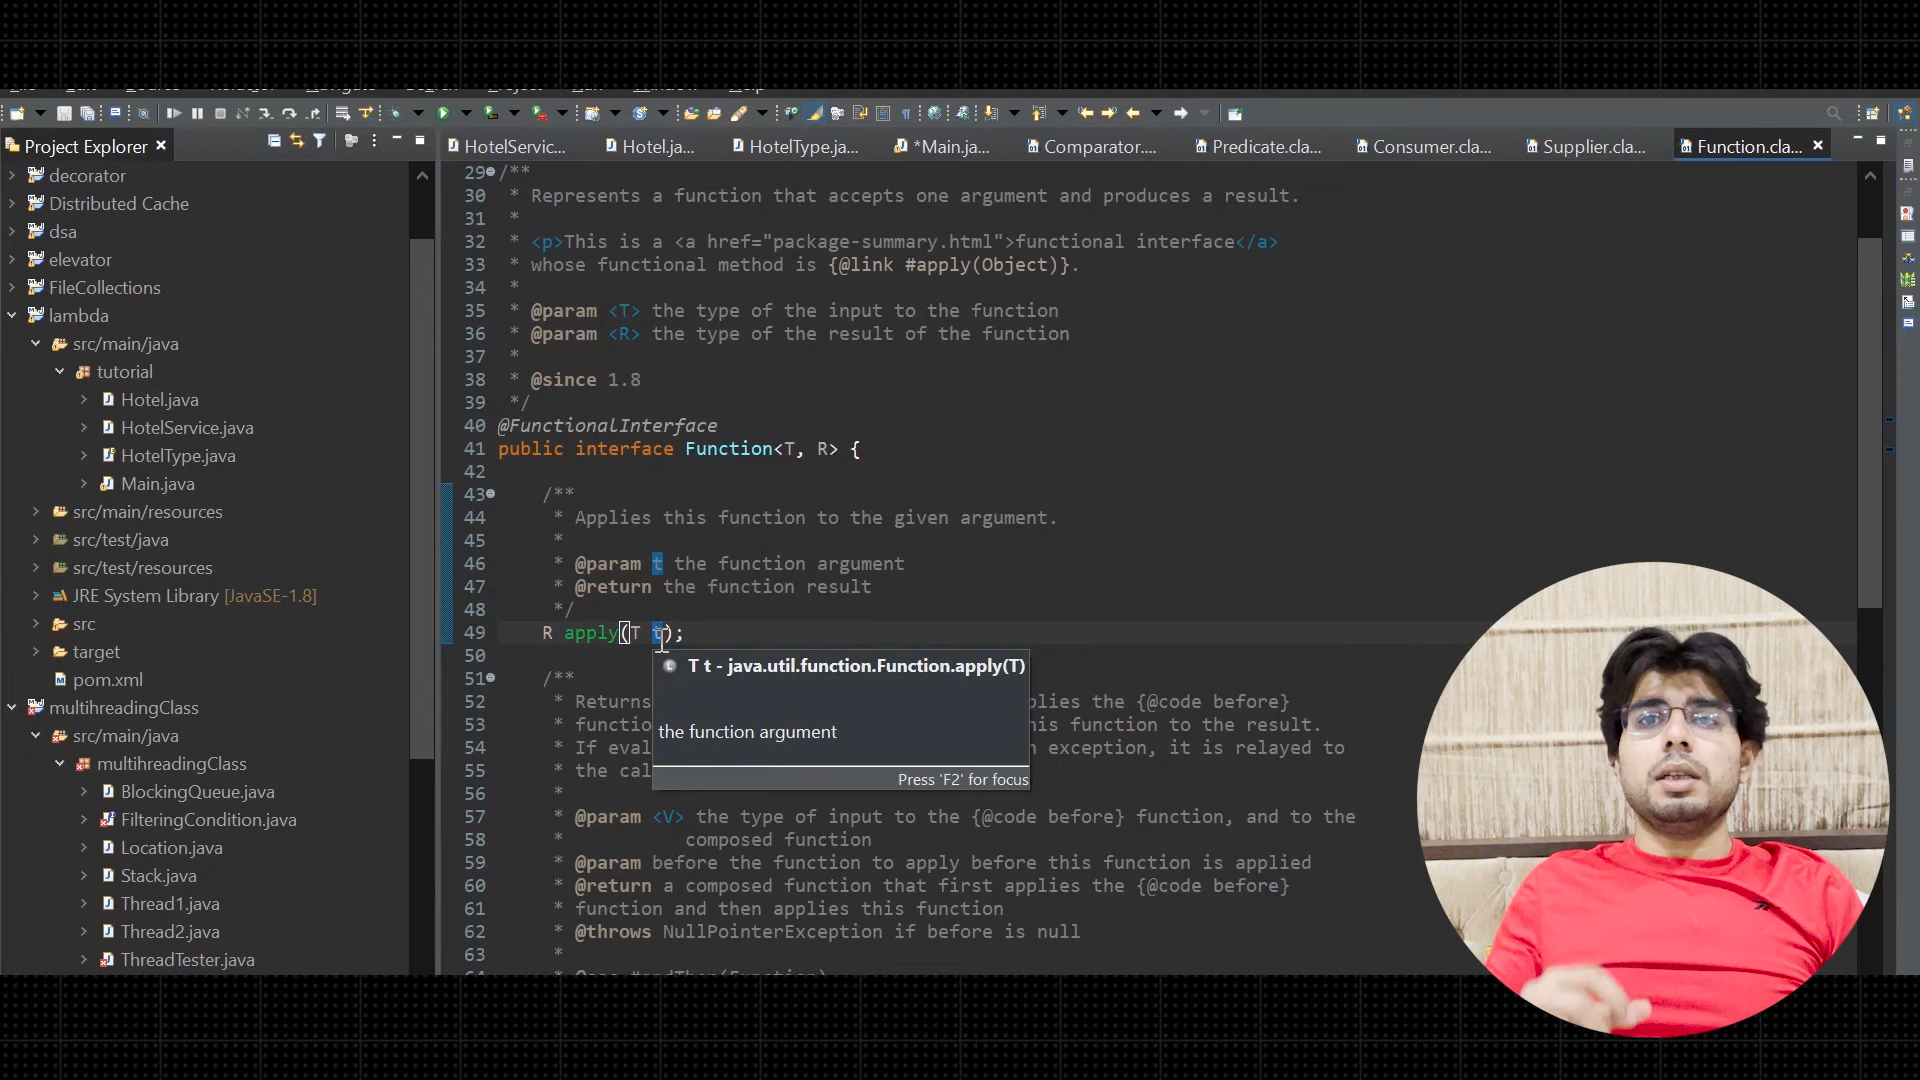 Project Explorer
decorator
Distributed Cache
dsa
elevator
FileCollections
lambda
src/main/java
tutorial
Hotel.java
HotelService.java
HotelType.java
Main.java
src/main/resources
src/test/java
src/test/resources
JRE System Library [JavaSE-1.8]
src
target
pom.xml
multihreadingClass
src/main/java
multihreadingClass
BlockingQueue.java
FilteringCondition.java
Location.java
Stack.java
Thread1.java
Thread2.java
ThreadTester.java
HotelServic... Hotel.ja... HotelType.ja... *Main.ja... Comparator.... Predicate.cla... Consumer.cla... Supplier.cla... Function.cla...
29 /**
30 * Represents a function that accepts one argument and produces a result.
31 *
32 * <p>This is a <a href="package-summary.html">functional interface</a>
33 * whose functional method is {@link #apply(Object)}.
34 *
35 * @param <T> the type of the input to the function
36 * @param <R> the type of the result of the function
37 *
38 * @since 1.8
39 */
40 @FunctionalInterface
41 public interface Function<T, R> {
42
43 /**
44 * Applies this function to the given argument.
45 *
46 * @param t the function argument
47 * @return the function result
48 */
49 R apply(T t);
50
51 /**
52 * Returns plies the {@code before}
53 * functio his function to the result.
54 * If eval n exception, it is relayed to
55 * the cal
56 *
57 * @param <V> the type of input to the {@code before} function, and to the
58 * composed function
59 * @param before the function to apply before this function is applied
60 * @return a composed function that first applies the {@code before}
61 * function and then applies this function
62 * @throws NullPointerException if before is null
63 *
T t - java.util.function.Function.apply(T)
the function argument
Press 'F2' for focus